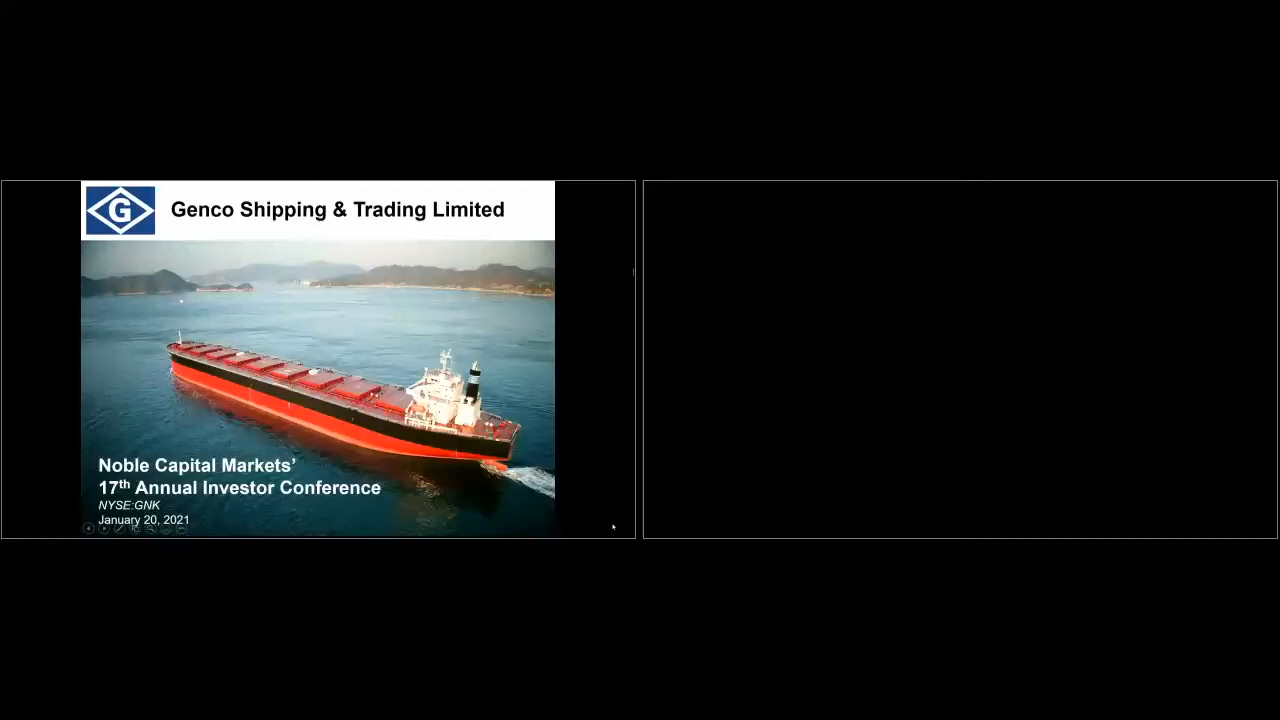 G
Genco Shipping & Trading Limited
Noble Capital Markets’
17th Annual Investor Conference
NYSE:GNK
January 20, 2021